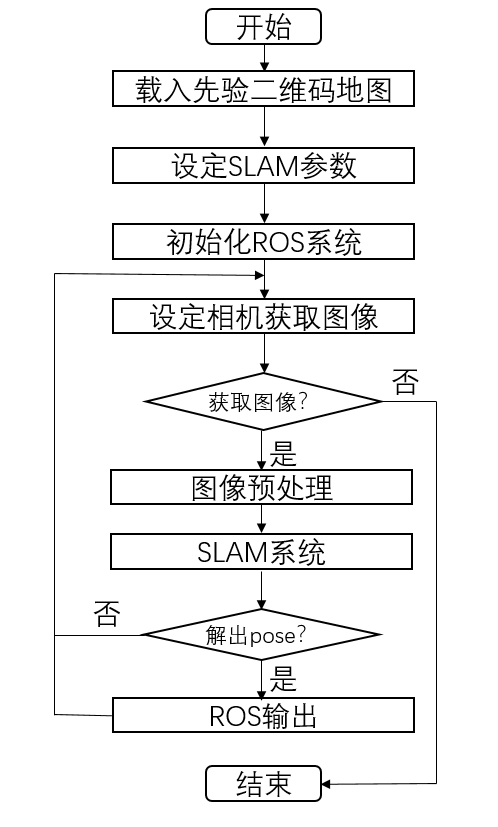 开始
载入先验二维码地图
设定SLAM参数
初始化ROS系统
设定相机获取图像
获取图像?
否
是
图像预处理
SLAM系统
解出pose?
否
是
ROS输出
结束